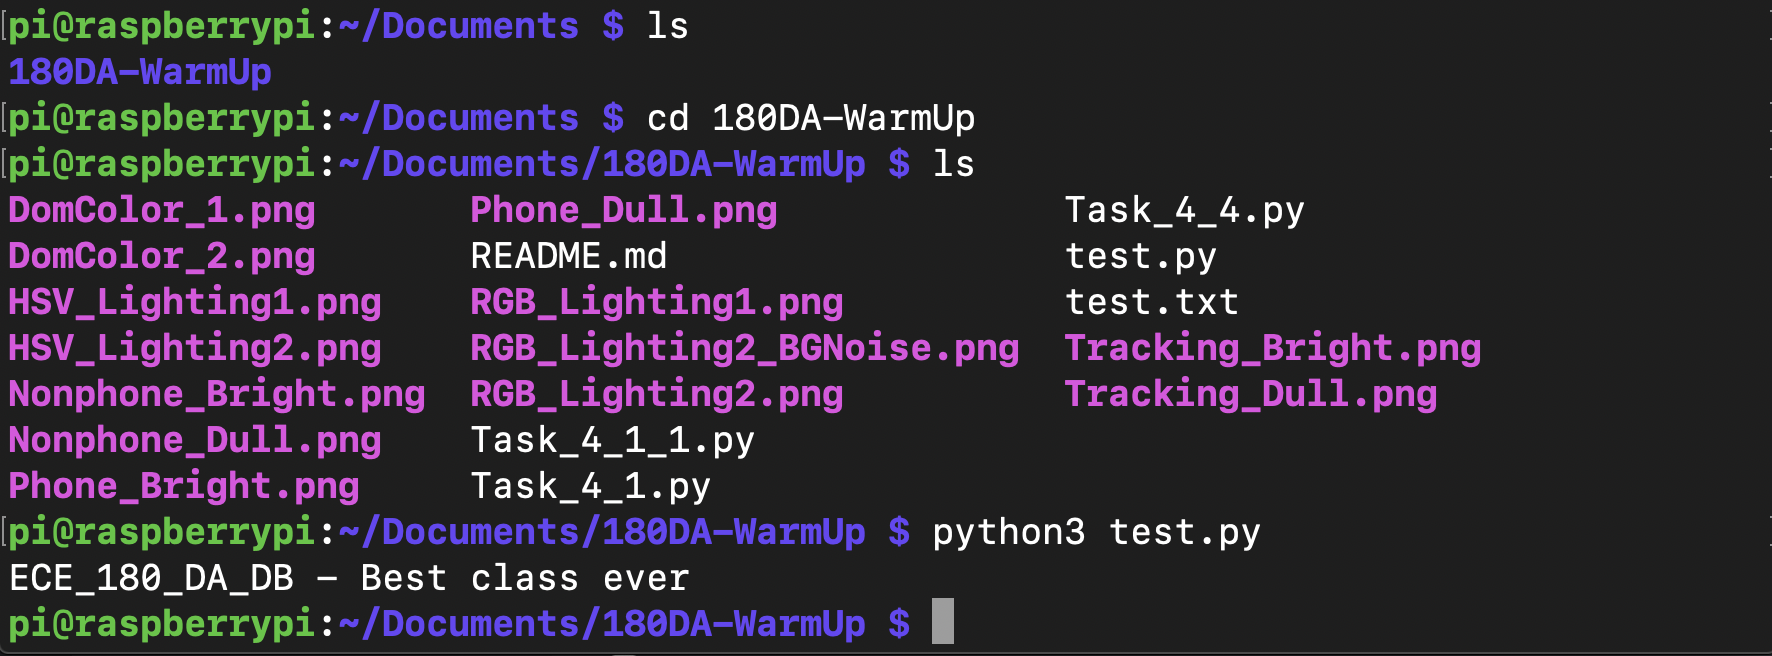 pi@raspberrypi:~/Documents $ ls
180DA-WarmUp
pi@raspberrypi:~/Documents $ cd 180DA-WarmUp
pi@raspberrypi:~/Documents/180DA-WarmUp $ ls
DomColor_1.png Phone_Dull.png Task_4_4.py
DomColor_2.png README.md test.py
HSV_Lighting1.png RGB_Lighting1.png test.txt
HSV_Lighting2.png RGB_Lighting2_BGNoise.png Tracking_Bright.png
Nonphone_Bright.png RGB_Lighting2.png Tracking_Dull.png
Nonphone_Dull.png Task_4_1_1.py
Phone_Bright.png Task_4_1.py
pi@raspberrypi:~/Documents/180DA-WarmUp $ python3 test.py
ECE_180_DA_DB - Best class ever
pi@raspberrypi:~/Documents/180DA-WarmUp $